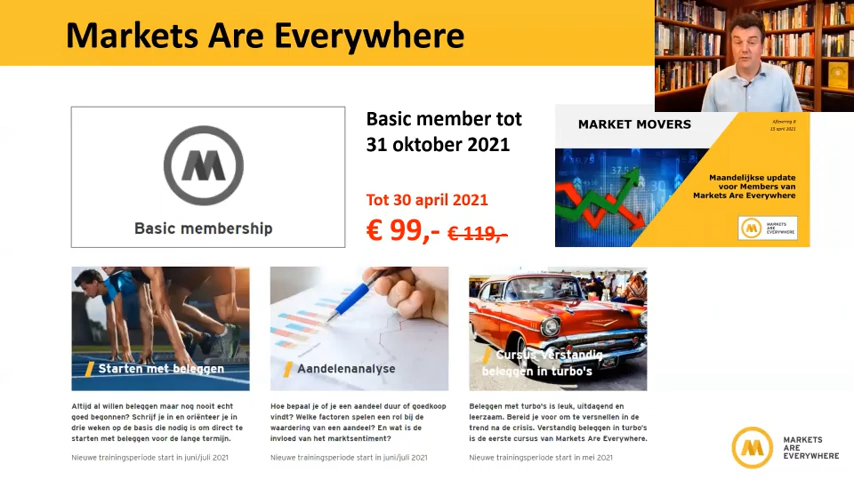 Markets Are Everywhere
Basic membership
Basic member tot
31 oktober 2021
Tot 30 april 2021
€ 99,- € 119,-
MARKET MOVERS
Aflevering 8
Maandelijkse update
voor Members van
Markets Are Everywhere
MARKETS
ARE
EVERYWHERE
Starten met beleggen
Altijd al willen beleggen maar nog nooit echt
goed begonnen? Schrijf je in en oriënteer je in
drie weken op de basis die nodig is om direct te
starten met beleggen voor de lange termijn.
Nieuwe trainingsperiode start in juni/juli 2021
Aandelenanalyse
Hoe bepaal je of je een aandeel duur of goedkoop
vindt? Welke factoren spelen een rol bij de
waardering van een aandeel? En wat is de
invloed van het marktsentiment?
Nieuwe trainingsperiode start in juni/juli 2021
Cursus Verstandig
beleggen in turbo's
Beleggen met turbo's is leuk, uitdagend en
leerzaam. Bereid je voor om te versnellen in de
trend na de crisis. Verstandig beleggen in turbo's
is de eerste cursus van Markets Are Everywhere.
Nieuwe trainingsperiode start in mei 2021
MARKETS
ARE
EVERYWHERE